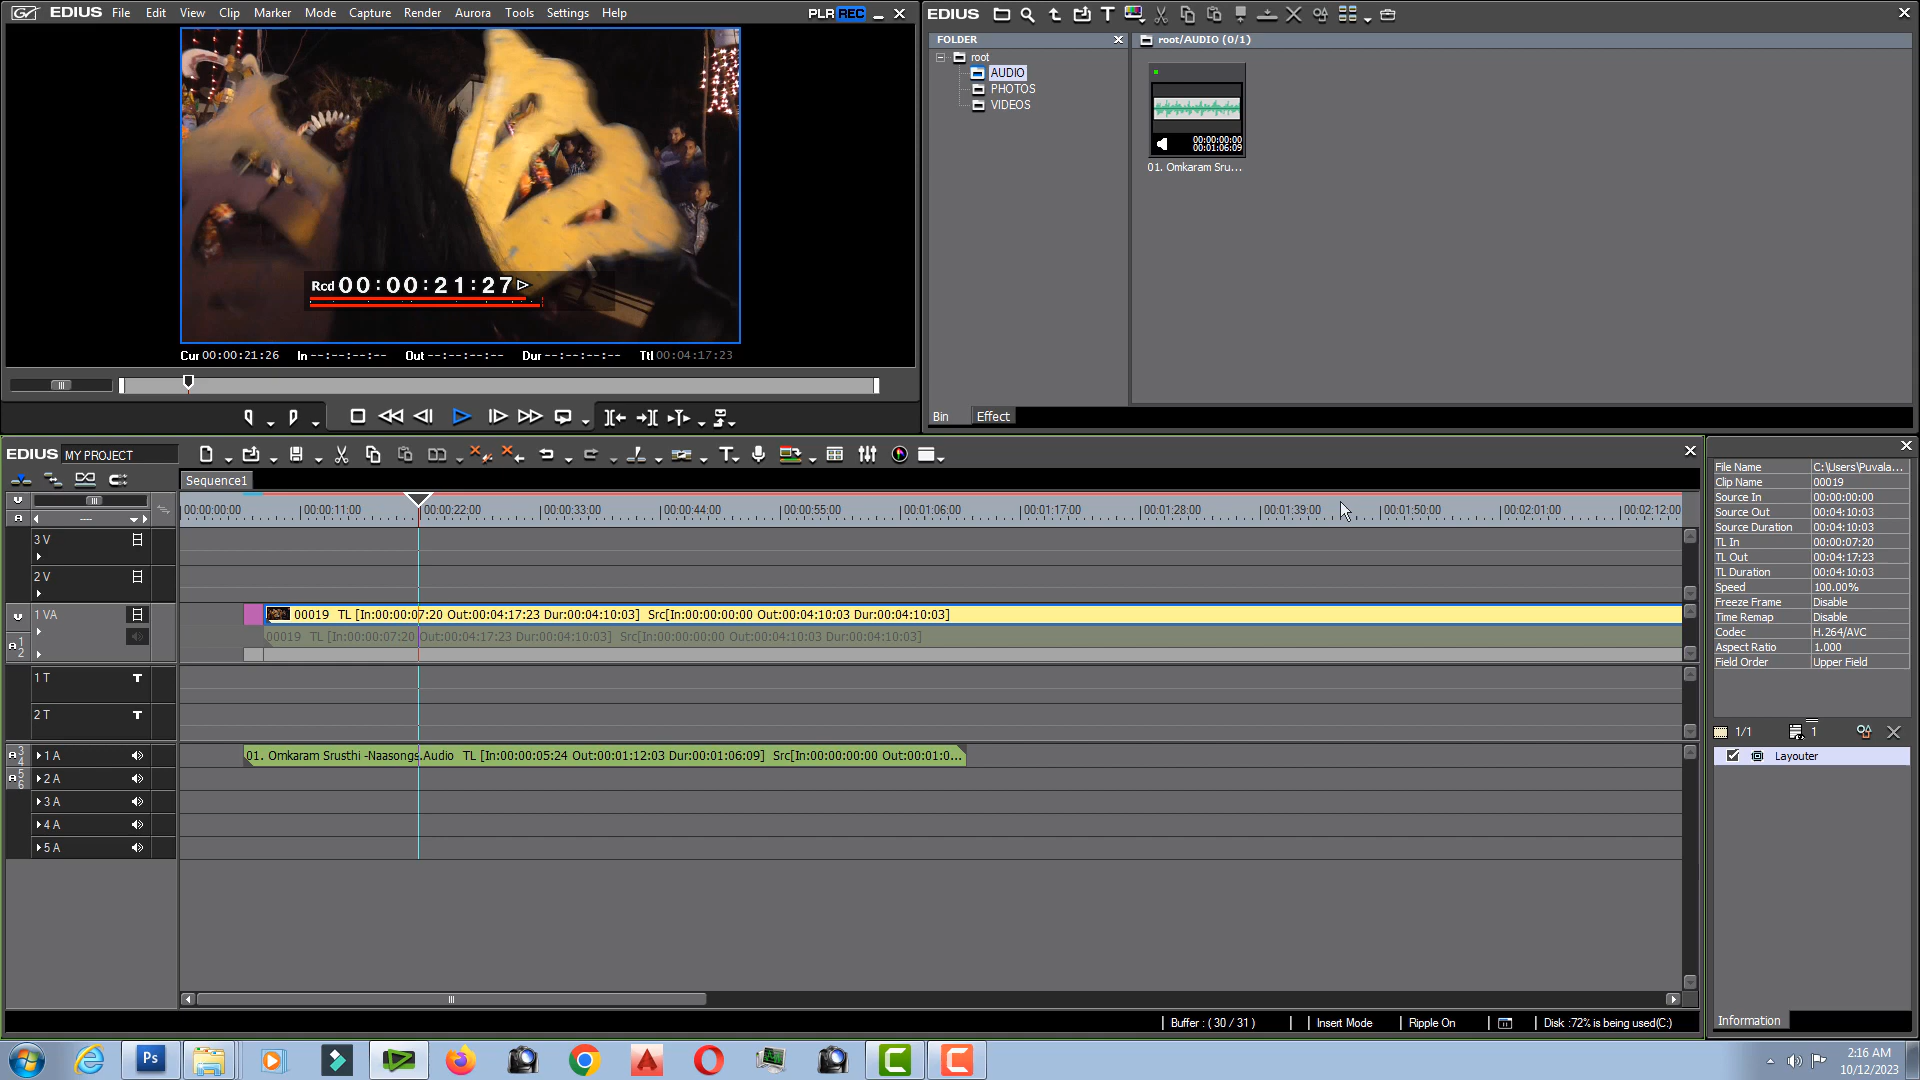 EDIUS File Edit View Clip Marker Mode Capture Render Aurora Tools Settings Help PLR REC
Rcd 00:00:21:27
Cur 00:00:21:26 In --:--:--:-- Out --:--:--:-- Dur --:--:--:-- Ttl 00:04:17:23
EDIUS
FOLDER
root
AUDIO
PHOTOS
VIDEOS
root/AUDIO (0/1)
00:00:00:00
00:01:06:09
01. Omkaram Sru...
Bin Effect
EDIUS MY PROJECT
Sequence1
00:00:00:00 00:00:11:00 00:00:22:00 00:00:33:00 00:00:44:00 00:00:55:00 00:01:06:00 00:01:17:00 00:01:28:00 00:01:39:00 00:01:50:00 00:02:01:00 00:02:12:00
3 V
2 V
1 VA
00019 TL [In:00:00:07:20 Out:00:04:17:23 Dur:00:04:10:03] Src[In:00:00:00:00 Out:00:04:10:03 Dur:00:04:10:03]
00019 TL [In:00:00:07:20 Out:00:04:17:23 Dur:00:04:10:03] Src[In:00:00:00:00 Out:00:04:10:03 Dur:00:04:10:03]
1
2
1 T
2 T
3
4
1 A
01. Omkaram Srusthi -Naasongs.Audio TL [In:00:00:05:24 Out:00:01:12:03 Dur:00:01:06:09] Src[In:00:00:00:00 Out:00:01:0...
5
6
2 A
3 A
4 A
5 A
File Name C:\Users\Puvala...
Clip Name 00019
Source In 00:00:00:00
Source Out 00:04:10:03
Source Duration 00:04:10:03
TL In 00:00:07:20
TL Out 00:04:17:23
TL Duration 00:04:10:03
Speed 100.00%
Freeze Frame Disable
Time Remap Disable
Codec H.264/AVC
Aspect Ratio 1.000
Field Order Upper Field
1/1 1
Layouter
Information
Buffer : ( 30 / 31 ) Insert Mode Ripple On Disk :72% is being used(C:)
Ps
2:16 AM
10/12/2023